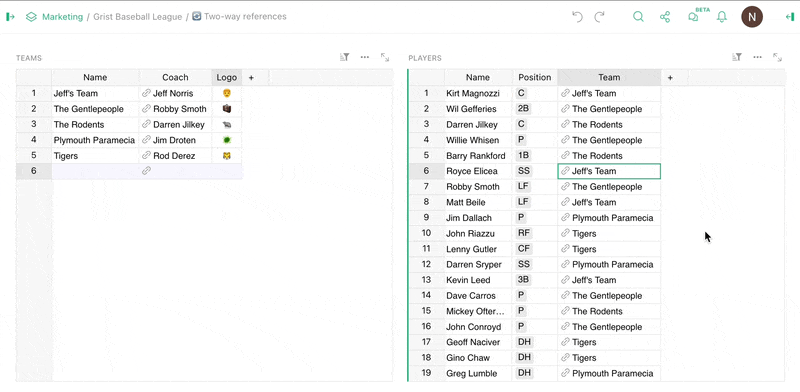 Marketing / Grist Baseball League / Two-way references
BETA
N
TEAMS
Name Coach Logo +
1 Jeff's Team Jeff Norris
2 The Gentlepeople Robby Smoth
3 The Rodents Darren Jilkey
4 Plymouth Paramecia Jim Droten
5 Tigers Rod Derez
6
PLAYERS
Name Position Team +
1 Kirt Magnozzi C Jeff's Team
2 Wil Gefferies 2B The Gentlepeople
3 Darren Jilkey C The Rodents
4 Willie Whisen P The Gentlepeople
5 Barry Rankford 1B The Rodents
6 Royce Elicea SS Jeff's Team
7 Robby Smoth LF The Gentlepeople
8 Matt Beile LF Jeff's Team
9 Jim Dallach P Plymouth Paramecia
10 John Riazzu RF Tigers
11 Lenny Gutler CF Tigers
12 Darren Sryper SS Plymouth Paramecia
13 Kevin Leed 3B Jeff's Team
14 Dave Carros P The Gentlepeople
15 Mickey Ofter... P The Rodents
16 John Conroyd P The Gentlepeople
17 Geoff Naciver DH Tigers
18 Gino Chaw DH Tigers
19 Greg Lumble DH Plymouth Paramecia